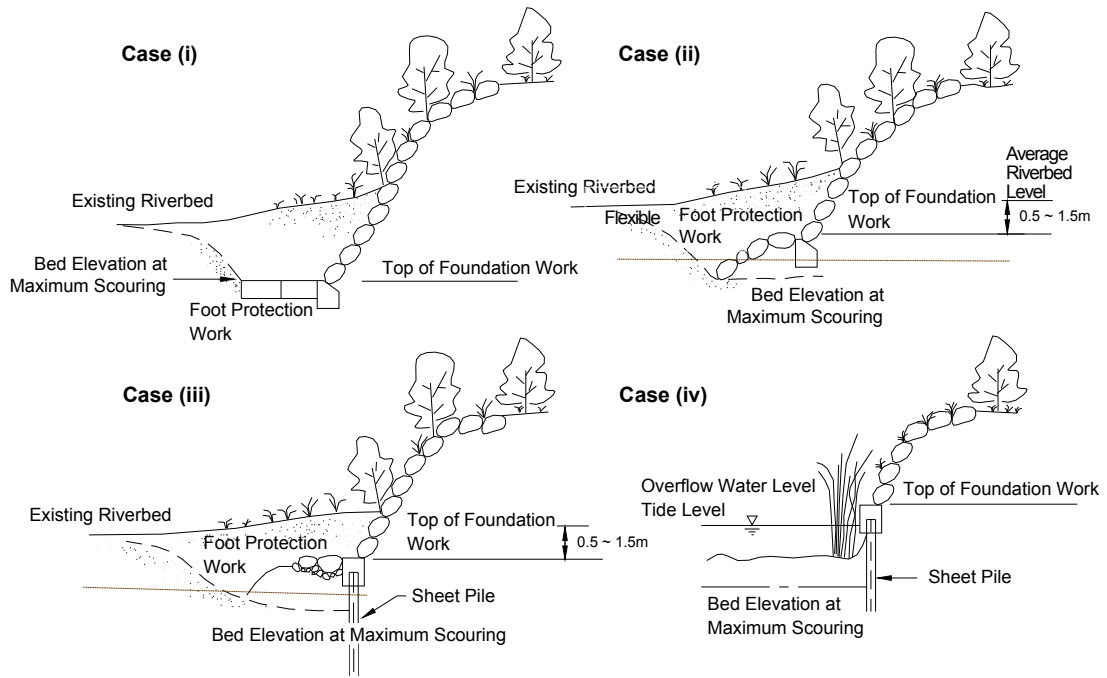 Case (i)
Existing Riverbed
Bed Elevation at
Maximum Scouring
Foot Protection
Work
Top of Foundation Work
Case (ii)
Existing Riverbed
Flexible
Foot Protection
Work
Top of Foundation
Work
Average
Riverbed
Level
0.5 ~ 1.5m
Bed Elevation at
Maximum Scouring
Case (iii)
Existing Riverbed
Foot Protection
Work
Top of Foundation
Work
0.5 ~ 1.5m
Sheet Pile
Bed Elevation at Maximum Scouring
Case (iv)
Overflow Water Level
Tide Level
Top of Foundation Work
Sheet Pile
Bed Elevation at
Maximum Scouring